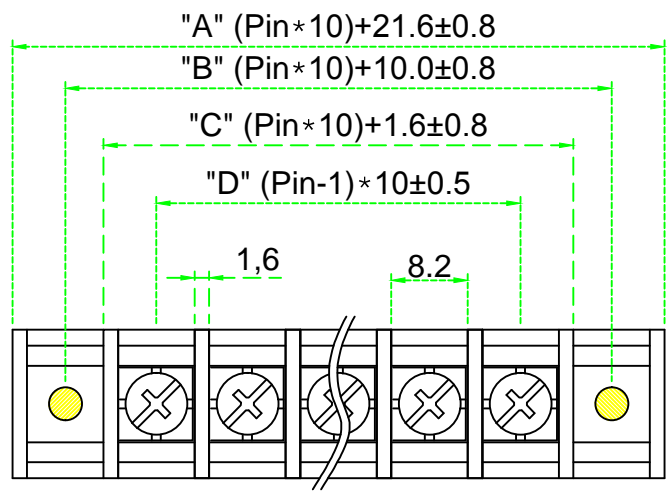 "A" (Pin*10)+21.6±0.8
"B" (Pin*10)+10.0±0.8
"C" (Pin*10)+1.6±0.8
"D" (Pin-1)*10±0.5
1,6 8.2